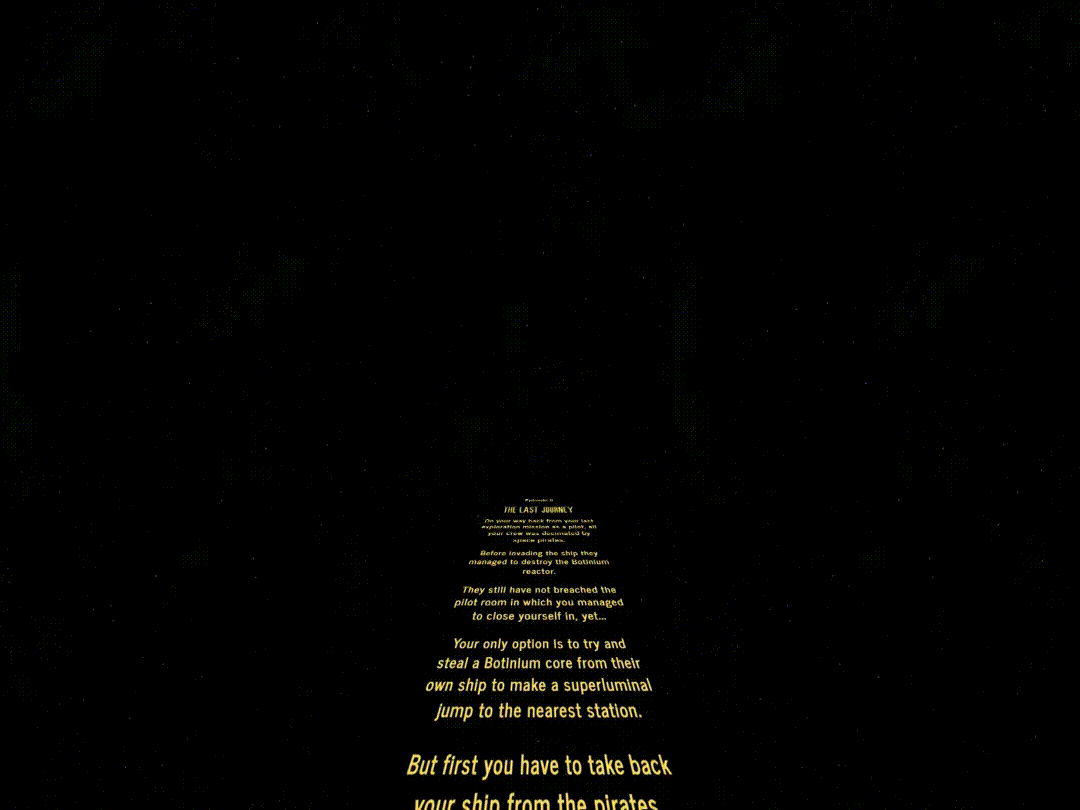 Episode II
THE LAST JOURNEY
On your way back from your last
exploration mission as a pilot, all
your crew was decimated by
space pirates.
Before invading the ship they
managed to destroy the Botinium
reactor.
They still have not breached the
pilot room in which you managed
to close yourself in, yet...
Your only option is to try and
steal a Botinium core from their
own ship to make a superluminal
jump to the nearest station.
But first you have to take back
your ship from the pirates